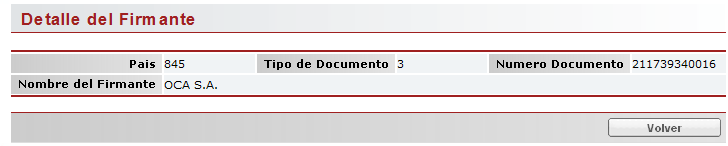 Detalle del Firmante
Pais 845 Tipo de Documento 3 Numero Documento 211739340016
Nombre del Firmante OCA S.A.
Volver